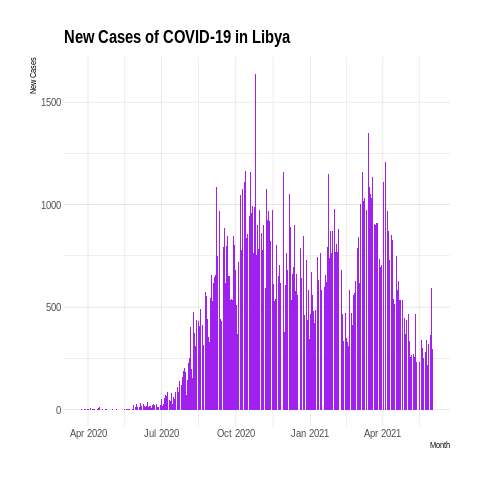 New Cases of COVID-19 in Libya
New Cases
1500
1000
500
0
Apr 2020 Jul 2020 Oct 2020 Jan 2021 Apr 2021
Month